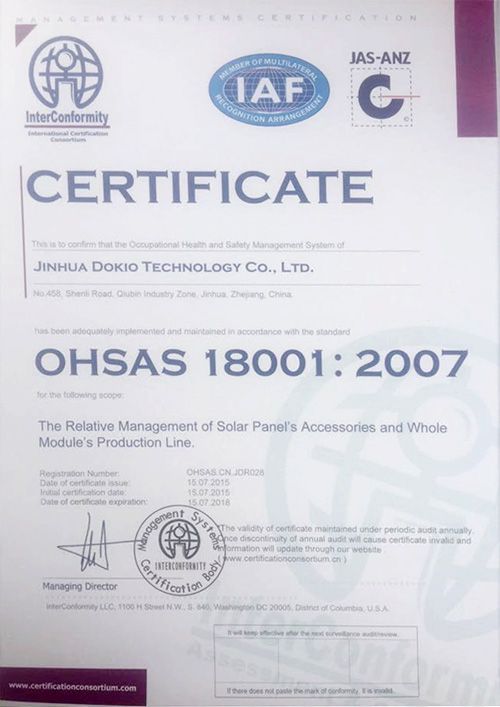 MANAGEMENT SYSTEMS CERTIFICATION
InterConformity
International Certification
Consortium
MEMBER OF MULTILATERAL
IAF
RECOGNITION ARRANGEMENT
JAS-ANZ
C
CERTIFICATE
This is to confirm that the Occupational Health and Safety Management System of
JINHUA DOKIO TECHNOLOGY CO., LTD.
No.458, Shenli Road, Qiubin Industry Zone, Jinhua, Zhejiang, China.
has been adequately implemented and maintained in accordance with the standard
OHSAS 18001: 2007
for the following scope:
The Relative Management of Solar Panel's Accessories and Whole
Module's Production Line.
Registration Number: OHSAS.CN.JDR028
Date of certificate issue: 15.07.2015
Initial certification date: 15.07.2015
Date of certificate expiration: 15.07.2018
Management Systems
INTERCONFORMITY
Certification Body
The validity of certificate maintained under periodic audit annually.
Once discontinuity of annual audit will cause certificate invalid and
information will update through our website
( www.certificationconsortium.cn )
Managing Director
InterConformity LLC, 1100 H Street N.W., S. 840, Washington DC 20005, District of Columbia, U.S.A.
It will keep effective after the next surveillance audit/review.
If there does not paste the mark of conformity, it is invalid.
www.certificationconsortium.com